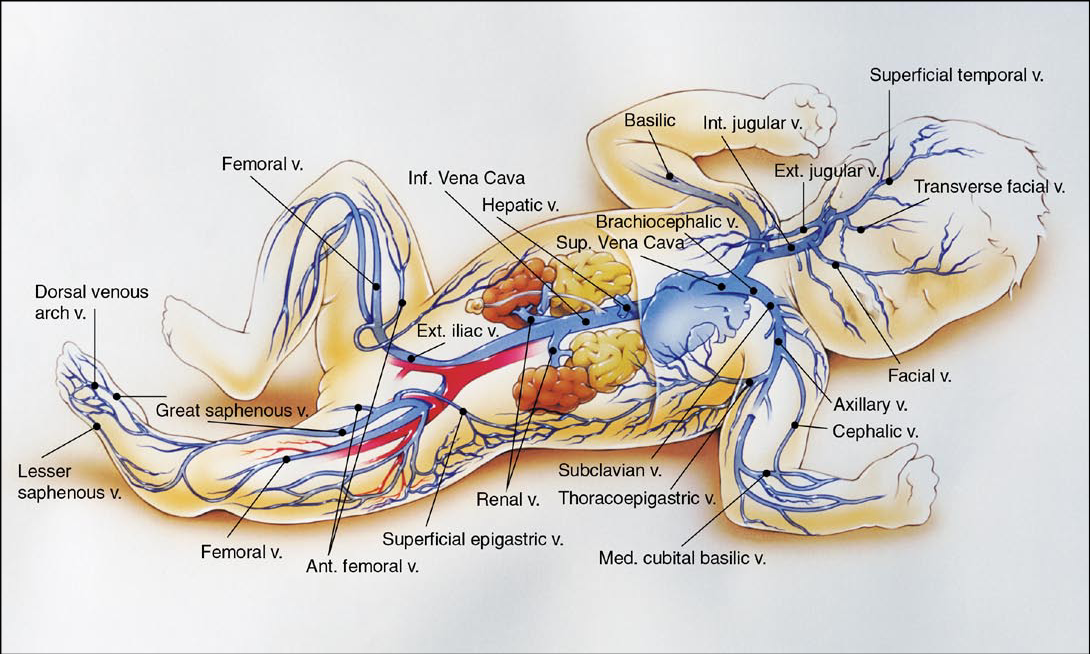 Superficial temporal v.
Basilic
Int. jugular v.
Femoral v.
Inf. Vena Cava
Ext. jugular v.
Transverse facial v.
Hepatic v.
Brachiocephalic v.
Sup. Vena Cava
Dorsal venous
arch v.
Ext. iliac v.
Facial v.
Great saphenous v.
Axillary v.
Cephalic v.
Lesser
saphenous v.
Subclavian v.
Renal v.
Thoracoepigastric v.
Superficial epigastric v.
Femoral v.
Ant. femoral v.
Med. cubital basilic v.